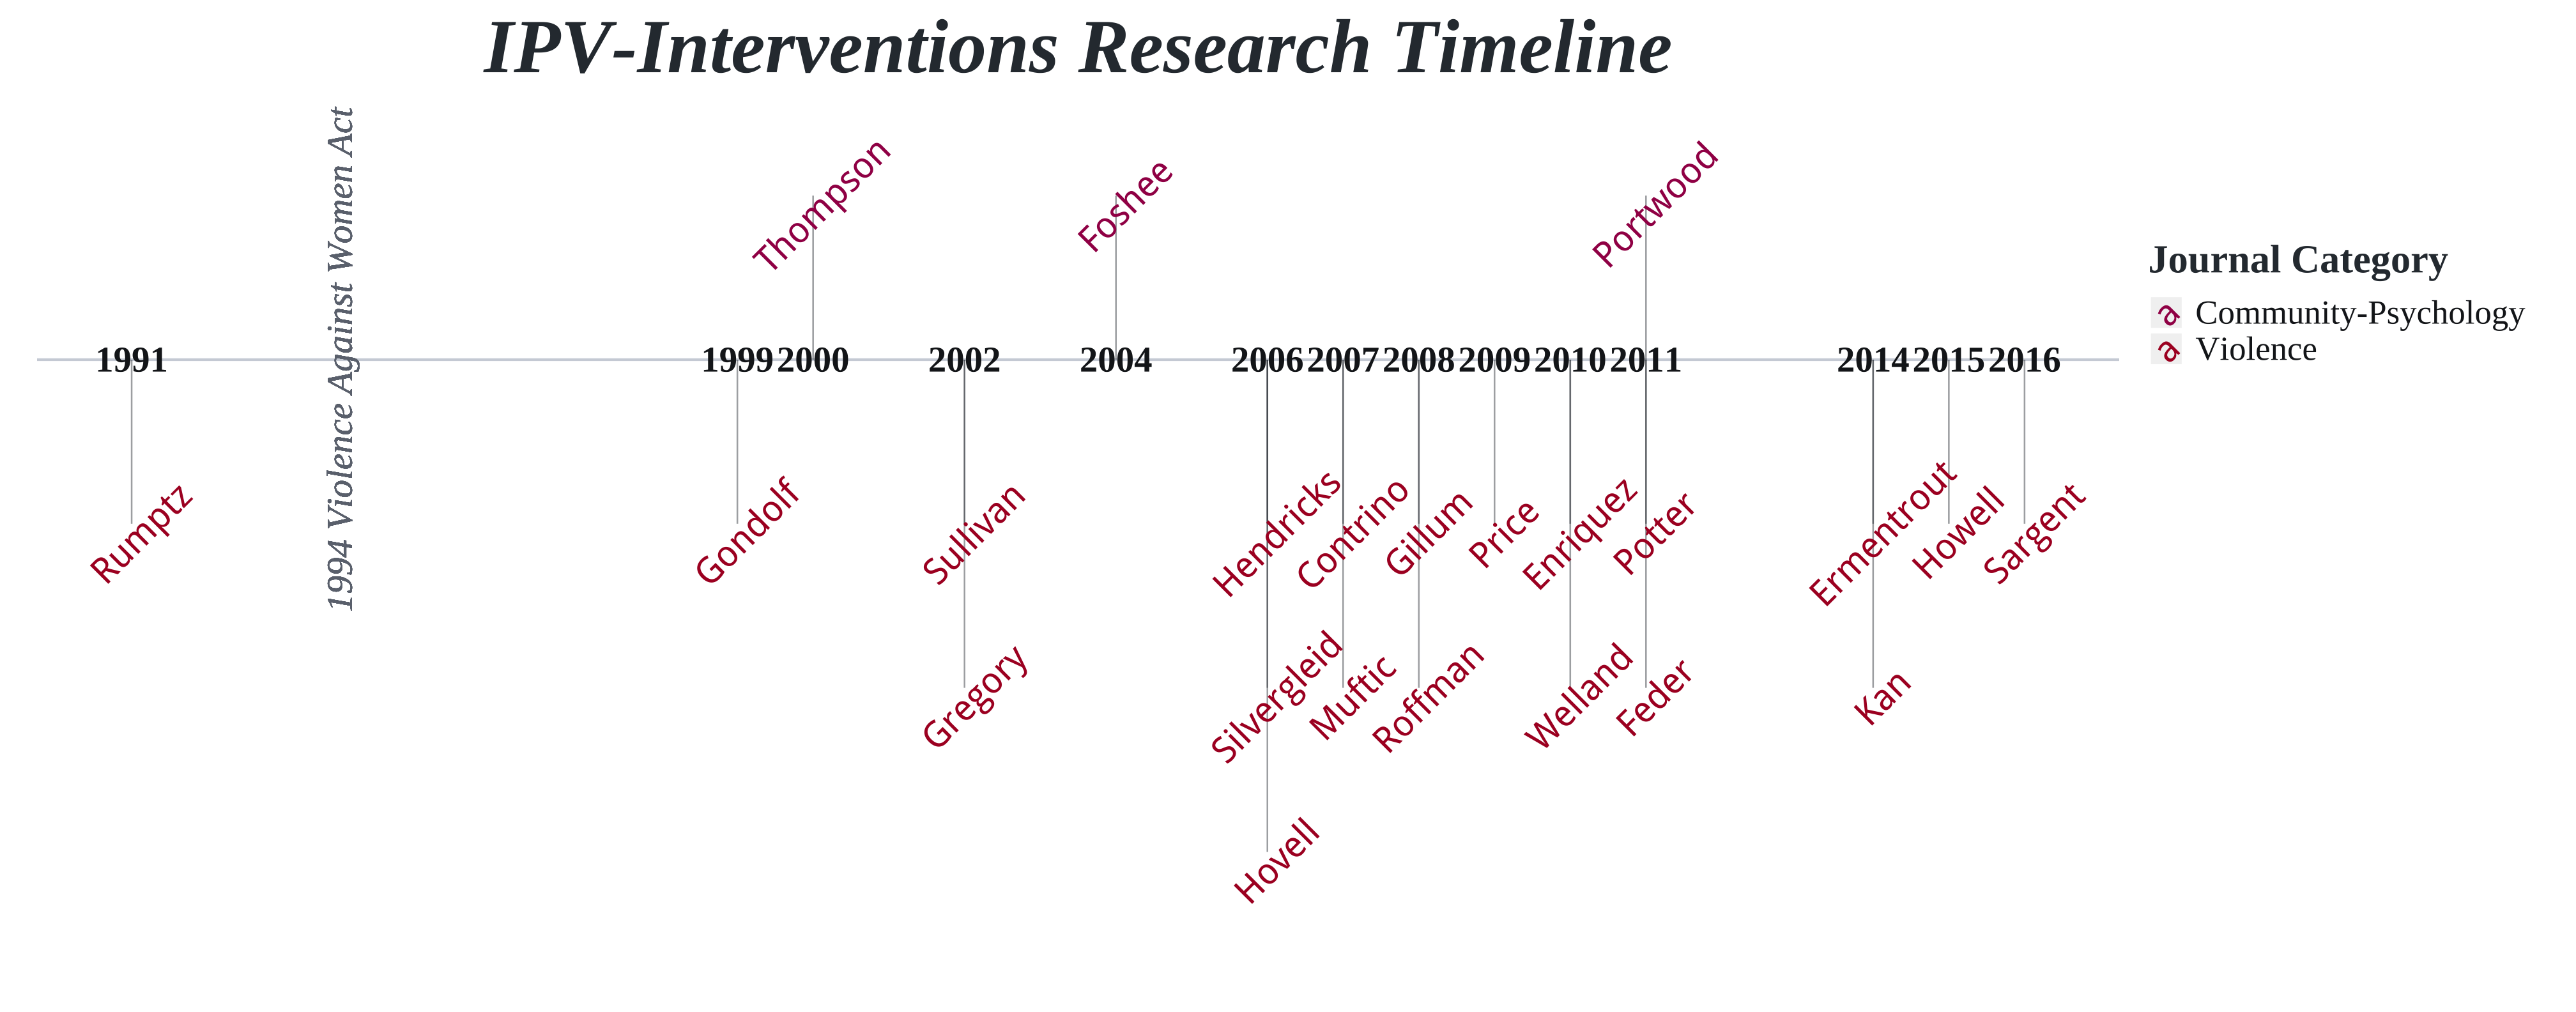 IPV-Interventions Research Timeline
1994 Violence Against Women Act
Thompson
Foshee
Portwood
Journal Category
a Community-Psychology
a Violence
1991
1999
2000
2002
2004
2006
2007
2008
2009
2010
2011
2014
2015
2016
Rumptz
Gondolf
Sullivan
Hendricks
Contrino
Gillum
Price
Enriquez
Potter
Ermentrout
Howell
Sargent
Gregory
Silvergleid
Muftic
Roffman
Welland
Feder
Kan
Hovell